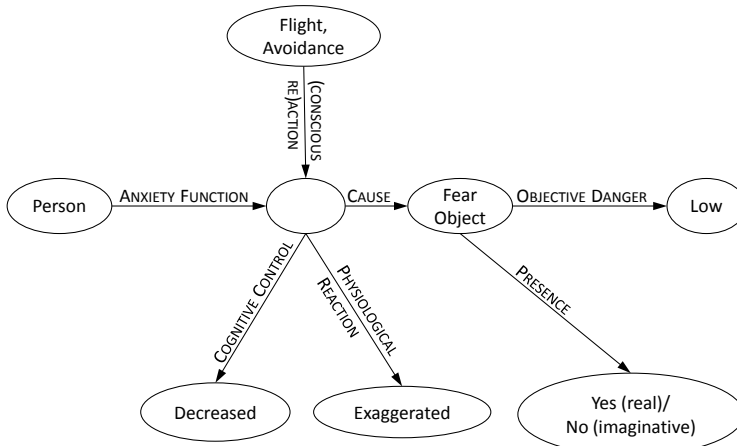 Flight,
Avoidance
(CONSCIOUS
RE)ACTION
Person
ANXIETY FUNCTION
CAUSE
Fear
Object
OBJECTIVE DANGER
Low
COGNITIVE CONTROL
PHYSIOLOGICAL
REACTION
PRESENCE
Decreased
Exaggerated
Yes (real)/
No (imaginative)